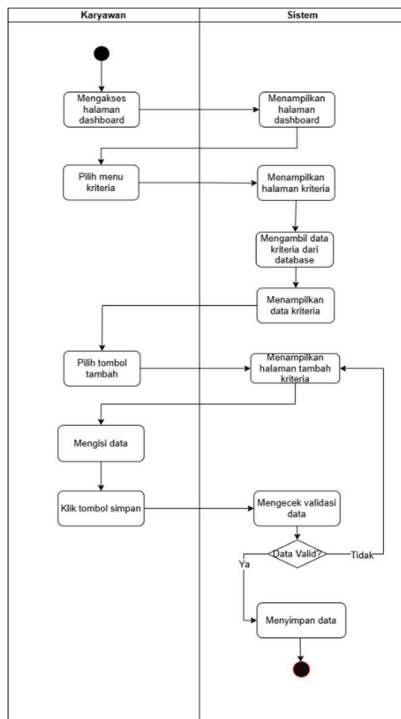 Karyawan
Sistem
Mengakses
halaman
dashboard
Menampilkan
halaman
dashboard
Pilih menu
kriteria
Menampilkan
halaman kriteria
Mengambil data
kriteria dari
database
Menampilkan
data kriteria
Pilih tombol
tambah
Menampilkan
halaman tambah
kriteria
Mengisi data
Klik tombol simpan
Mengecek validasi
data
Data Valid?
Tidak
Ya
Menyimpan data